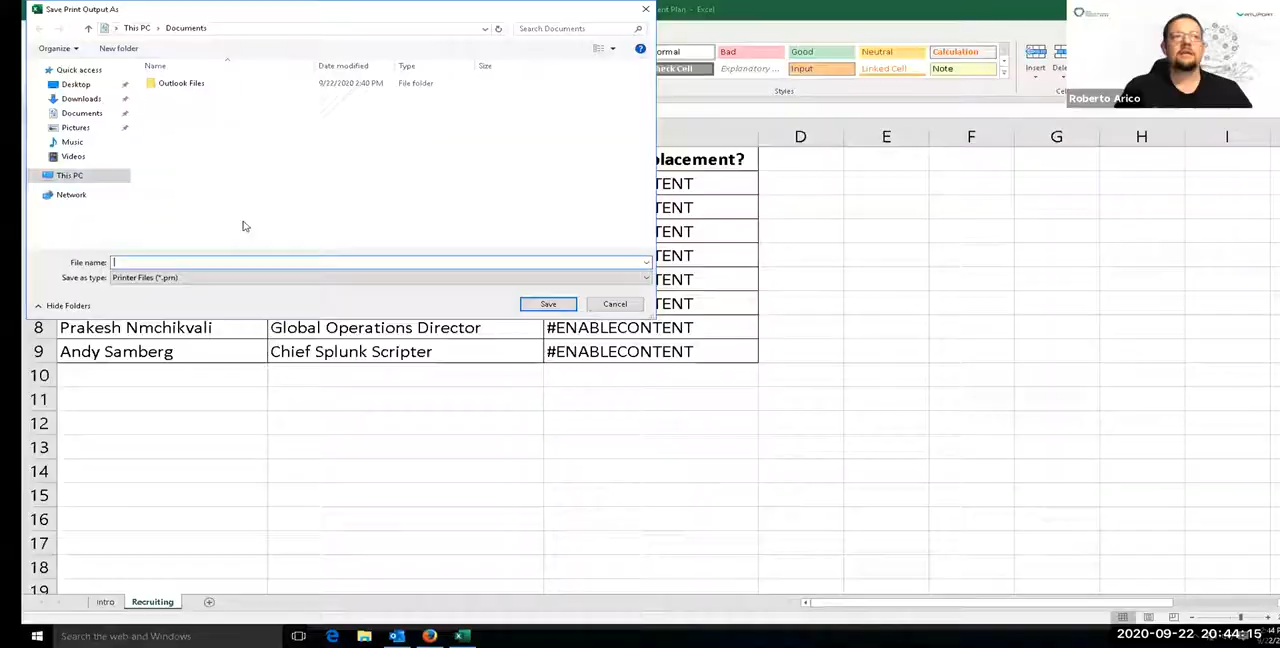 Save Print Output As
ent Plan - Excel
This PC > Documents
Search Documents
Organize
New folder
Quick access
Desktop
Downloads
Documents
Pictures
Music
Videos
This PC
Network
Name
Date modified
Type
Size
Outlook Files
9/22/2020 2:40 PM
File folder
File name:
Save as type:
Printer Files (*.prn)
Hide Folders
Save
Cancel
ormal
Bad
Good
Neutral
Calculation
heck Cell
Explanatory ...
Input
Linked Cell
Note
Styles
Insert
Dele
Cel
Roberto Arico
D E F G H I
placement?
TENT
TENT
TENT
TENT
TENT
TENT
8 Prakesh Nmchikvali Global Operations Director #ENABLECONTENT
9 Andy Samberg Chief Splunk Scripter #ENABLECONTENT
10
11
12
13
14
15
16
17
18
19
Intro
Recruiting
Search the web and Windows
2020-09-22 20:44:15